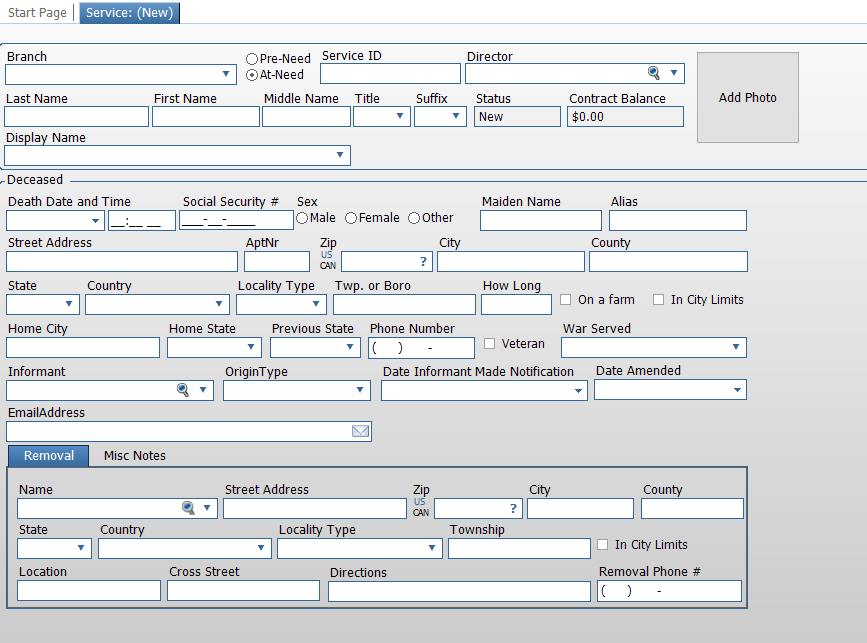 Start Page Service: (New)
Branch Pre-Need Service ID Director
At-Need
Add Photo
Last Name First Name Middle Name Title Suffix Status Contract Balance
New $0.00
Display Name
Deceased
Death Date and Time Social Security # Sex Maiden Name Alias
__:__ __ ___-__-____ Male Female Other
Street Address AptNr Zip City County
US
CAN ?
State Country Locality Type Twp. or Boro How Long
On a farm In City Limits
Home City Home State Previous State Phone Number War Served
( ) - Veteran
Informant OriginType Date Informant Made Notification Date Amended
EmailAddress
Removal Misc Notes
Name Street Address Zip City County
US
CAN ?
State Country Locality Type Township
In City Limits
Location Cross Street Directions Removal Phone #
( ) -